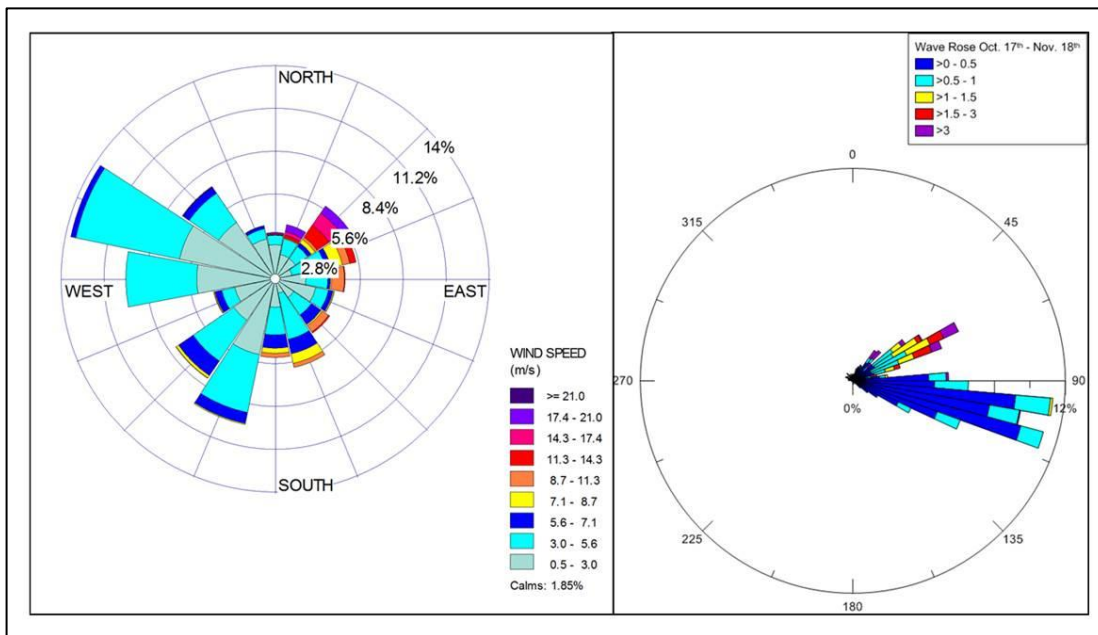 NORTH
14%
11.2%
8.4%
5.6%
2.8%
WEST
EAST
SOUTH
WIND SPEED
(m/s)
>= 21.0
17.4 - 21.0
14.3 - 17.4
11.3 - 14.3
8.7 - 11.3
7.1 - 8.7
5.6 - 7.1
3.0 - 5.6
0.5 - 3.0
Calms: 1.85%
Wave Rose Oct. 17th - Nov. 18th
>0 - 0.5
>0.5 - 1
>1 - 1.5
>1.5 - 3
>3
0
315
45
270
90
0%
12%
225
135
180